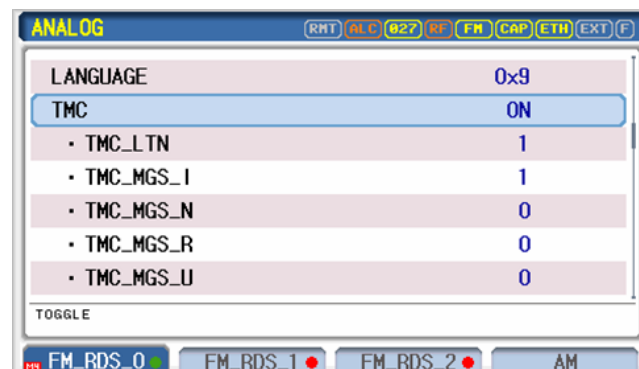 ANALOG RMT ALC 027 RF FM CAP ETH EXT F
LANGUAGE 0x9
TMC ON
· TMC_LTN 1
· TMC_MGS_I 1
· TMC_MGS_N 0
· TMC_MGS_R 0
· TMC_MGS_U 0
TOGGLE
FM_RDS_0 FM_RDS_1 FM_RDS_2 AM